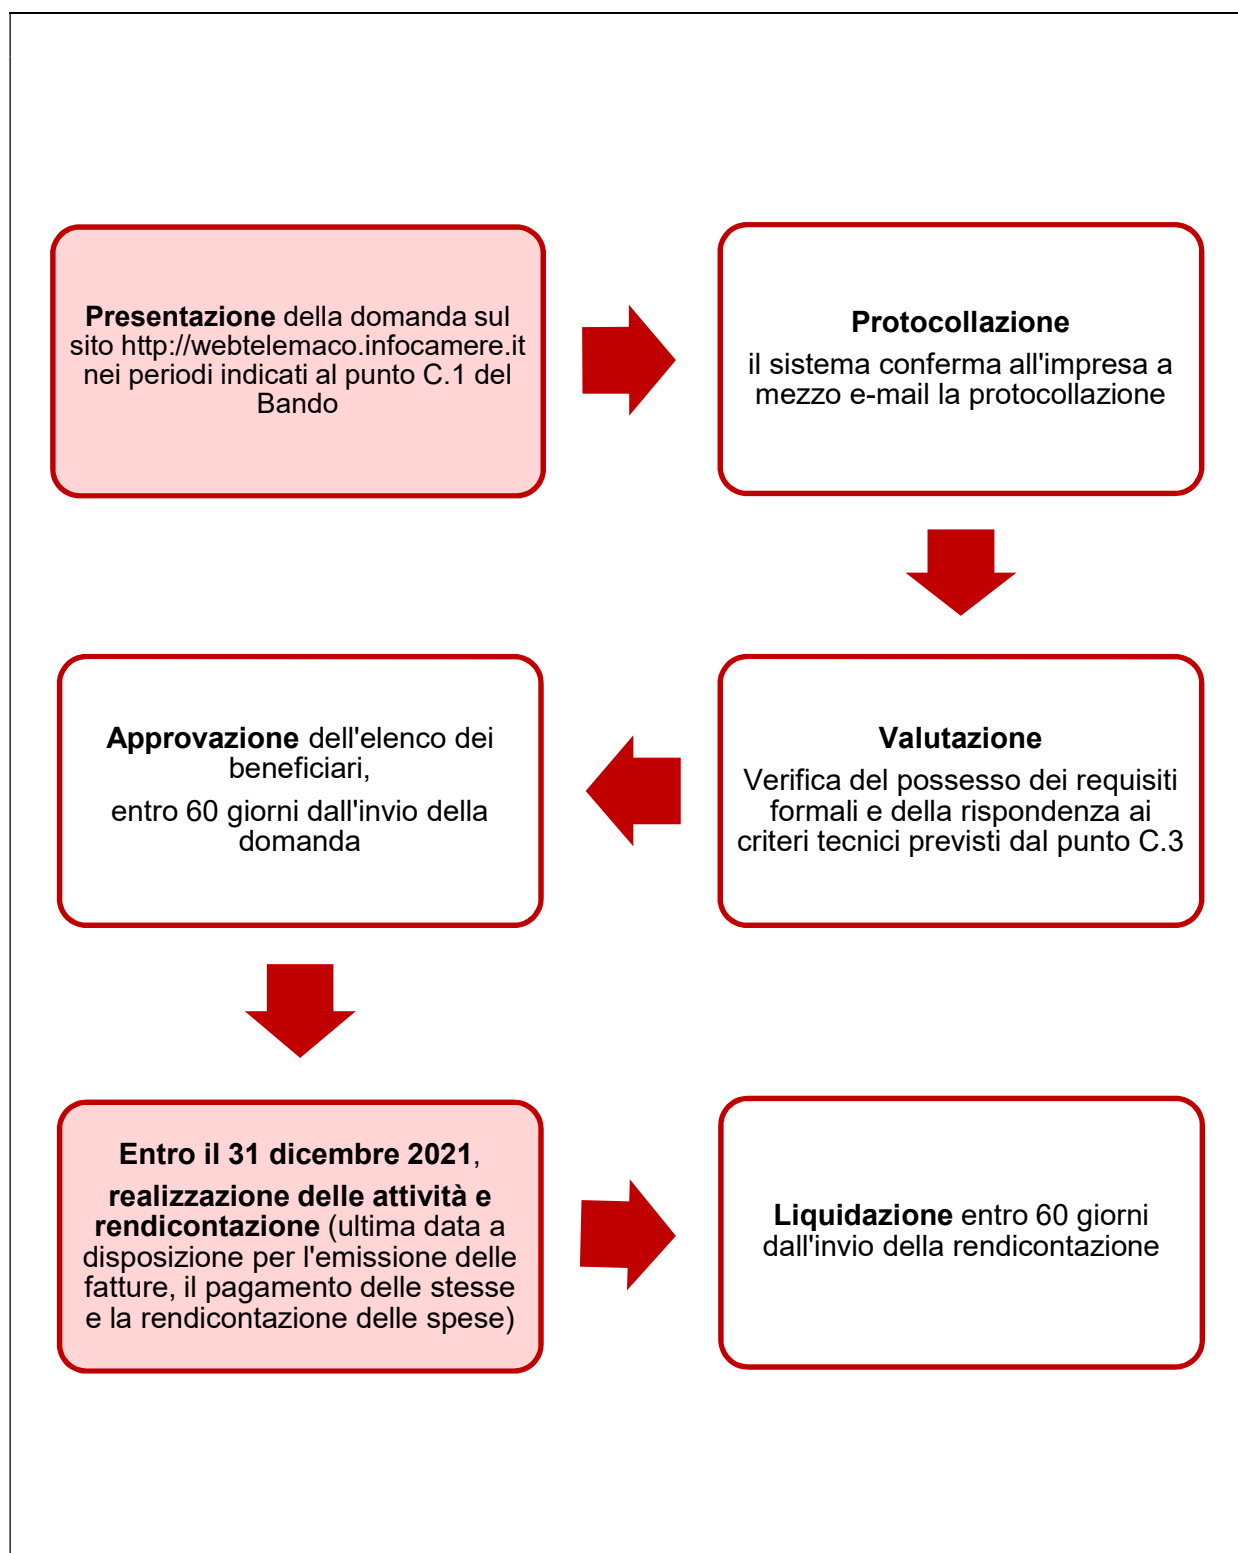 Presentazione della domanda sul
sito http://webtelemaco.infocamere.it
nei periodi indicati al punto C.1 del
Bando
Protocollazione
il sistema conferma all'impresa a
mezzo e-mail la protocollazione
Valutazione
Verifica del possesso dei requisiti
formali e della rispondenza ai
criteri tecnici previsti dal punto C.3
Approvazione dell'elenco dei
beneficiari,
entro 60 giorni dall'invio della
domanda
Entro il 31 dicembre 2021,
realizzazione delle attività e
rendicontazione (ultima data a
disposizione per l'emissione delle
fatture, il pagamento delle stesse
e la rendicontazione delle spese)
Liquidazione entro 60 giorni
dall'invio della rendicontazione